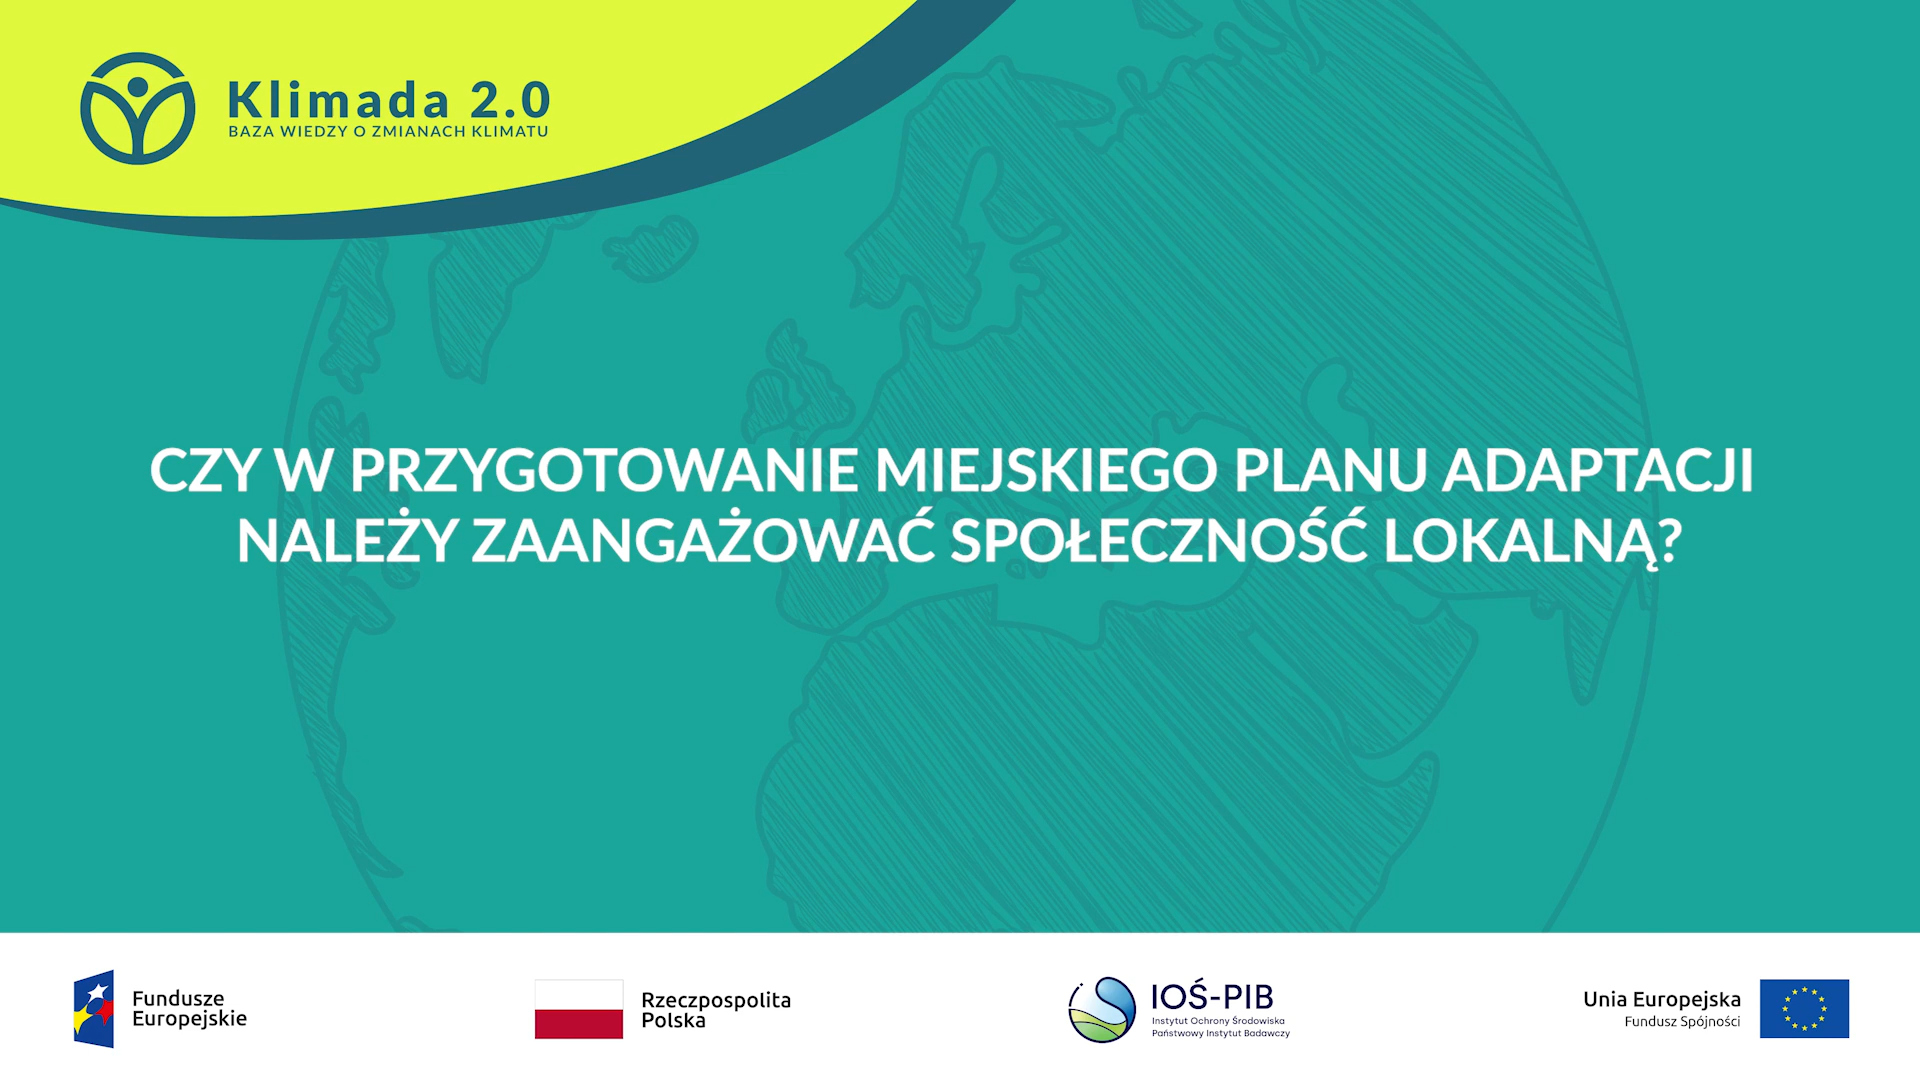 Klimada 2.0
BAZA WIEDZY O ZMIANACH KLIMATU
CZY W PRZYGOTOWANIE MIEJSKIEGO PLANU ADAPTACJI
NALEŻY ZAANGAŻOWAĆ SPOŁECZNOŚĆ LOKALNĄ?
Fundusze
Europejskie
Rzeczpospolita
Polska
IOŚ-PIB
Instytut Ochrony Środowiska
Państwowy Instytut Badawczy
Unia Europejska
Fundusz Spójności